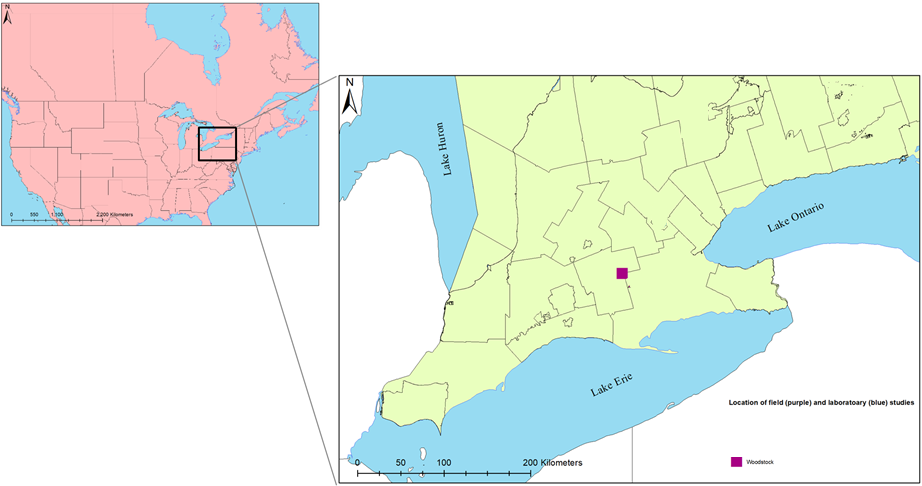 N
0 550 1,100 2,200 Kilometers
N
Lake Huron
Lake Ontario
Lake Erie
Location of field (purple) and laboratoary (blue) studies
Woodstock
0 50 100 200 Kilometers